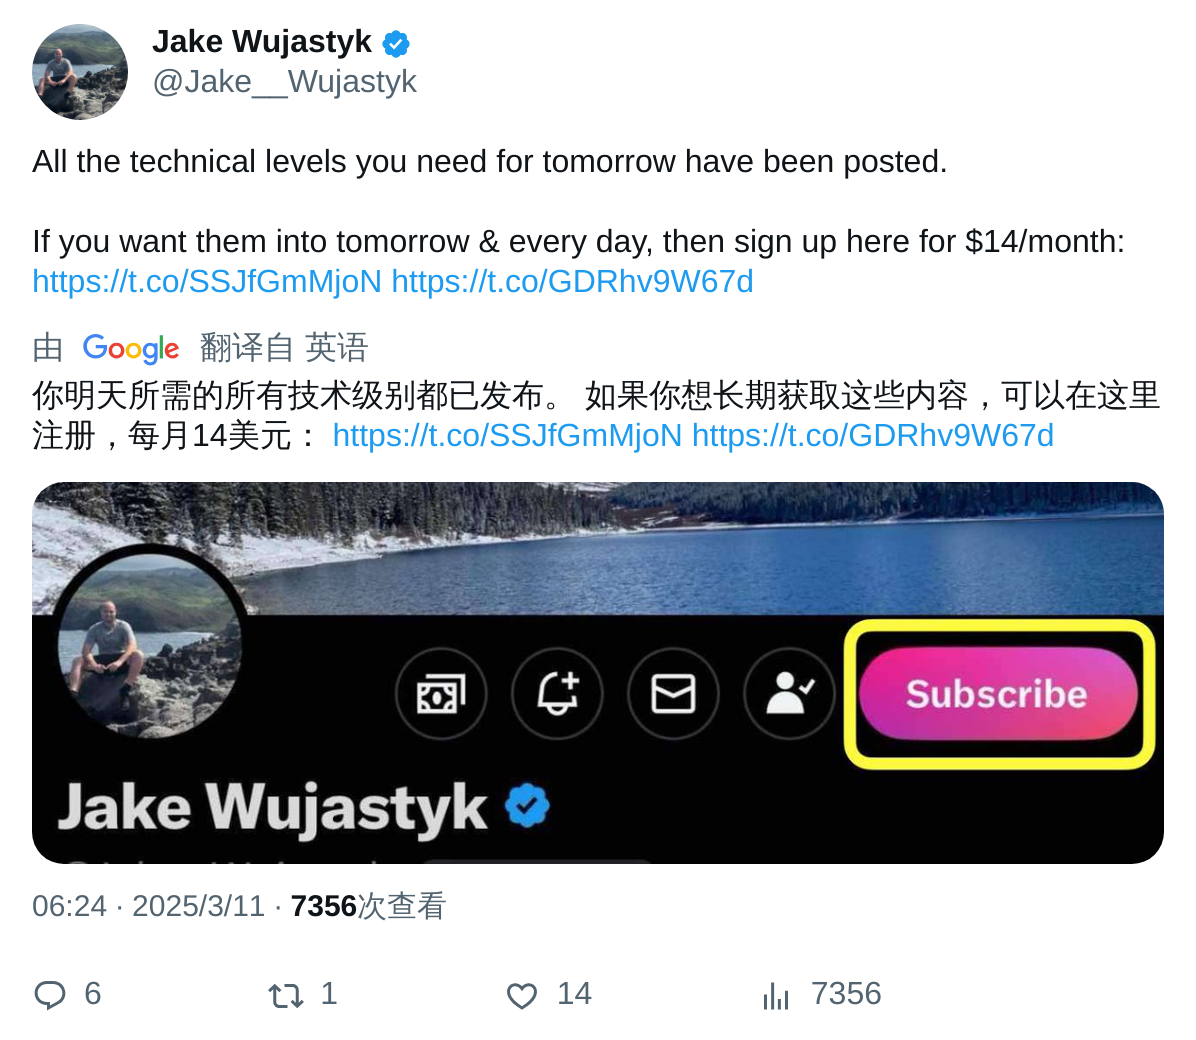 Jake Wujastyk
@Jake__Wujastyk
All the technical levels you need for tomorrow have been posted.
If you want them into tomorrow & every day, then sign up here for $14/month:
https://t.co/SSJfGmMjoN https://t.co/GDRhv9W67d
由 Google 翻译自 英语
你明天所需的所有技术级别都已发布。 如果你想长期获取这些内容，可以在这里
注册，每月14美元： https://t.co/SSJfGmMjoN https://t.co/GDRhv9W67d
Subscribe
Jake Wujastyk
06:24 · 2025/3/11 · 7356次查看
6 1 14 7356